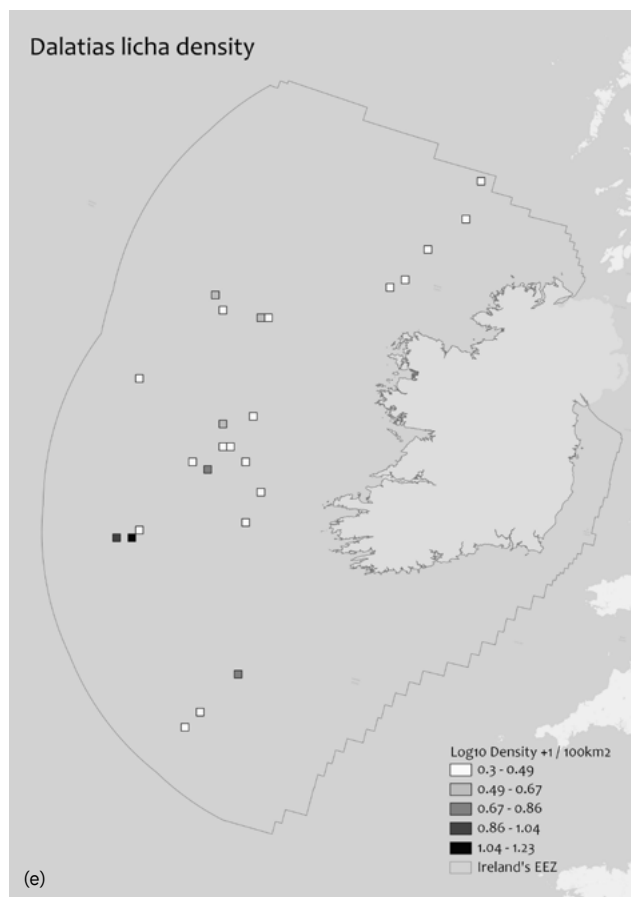 Dalatias licha density
Log10 Density +1 / 100km2
0.3 - 0.49
0.49 - 0.67
0.67 - 0.86
0.86 - 1.04
1.04 - 1.23
Ireland's EEZ
(e)